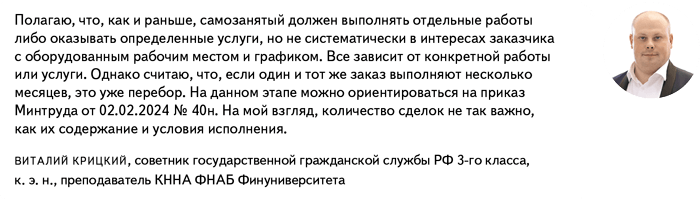 Полагаю, что, как и раньше, самозанятый должен выполнять отдельные работы
либо оказывать определенные услуги, но не систематически в интересах заказчика
с оборудованным рабочим местом и графиком. Все зависит от конкретной работы
или услуги. Однако считаю, что, если один и тот же заказ выполняют несколько
месяцев, это уже перебор. На данном этапе можно ориентироваться на приказ
Минтруда от 02.02.2024 № 40н. На мой взгляд, количество сделок не так важно,
как их содержание и условия исполнения.
ВИТАЛИЙ КРИЦКИЙ, советник государственной гражданской службы РФ 3-го класса,
к. э. н., преподаватель КННА ФНАБ Финуниверситета